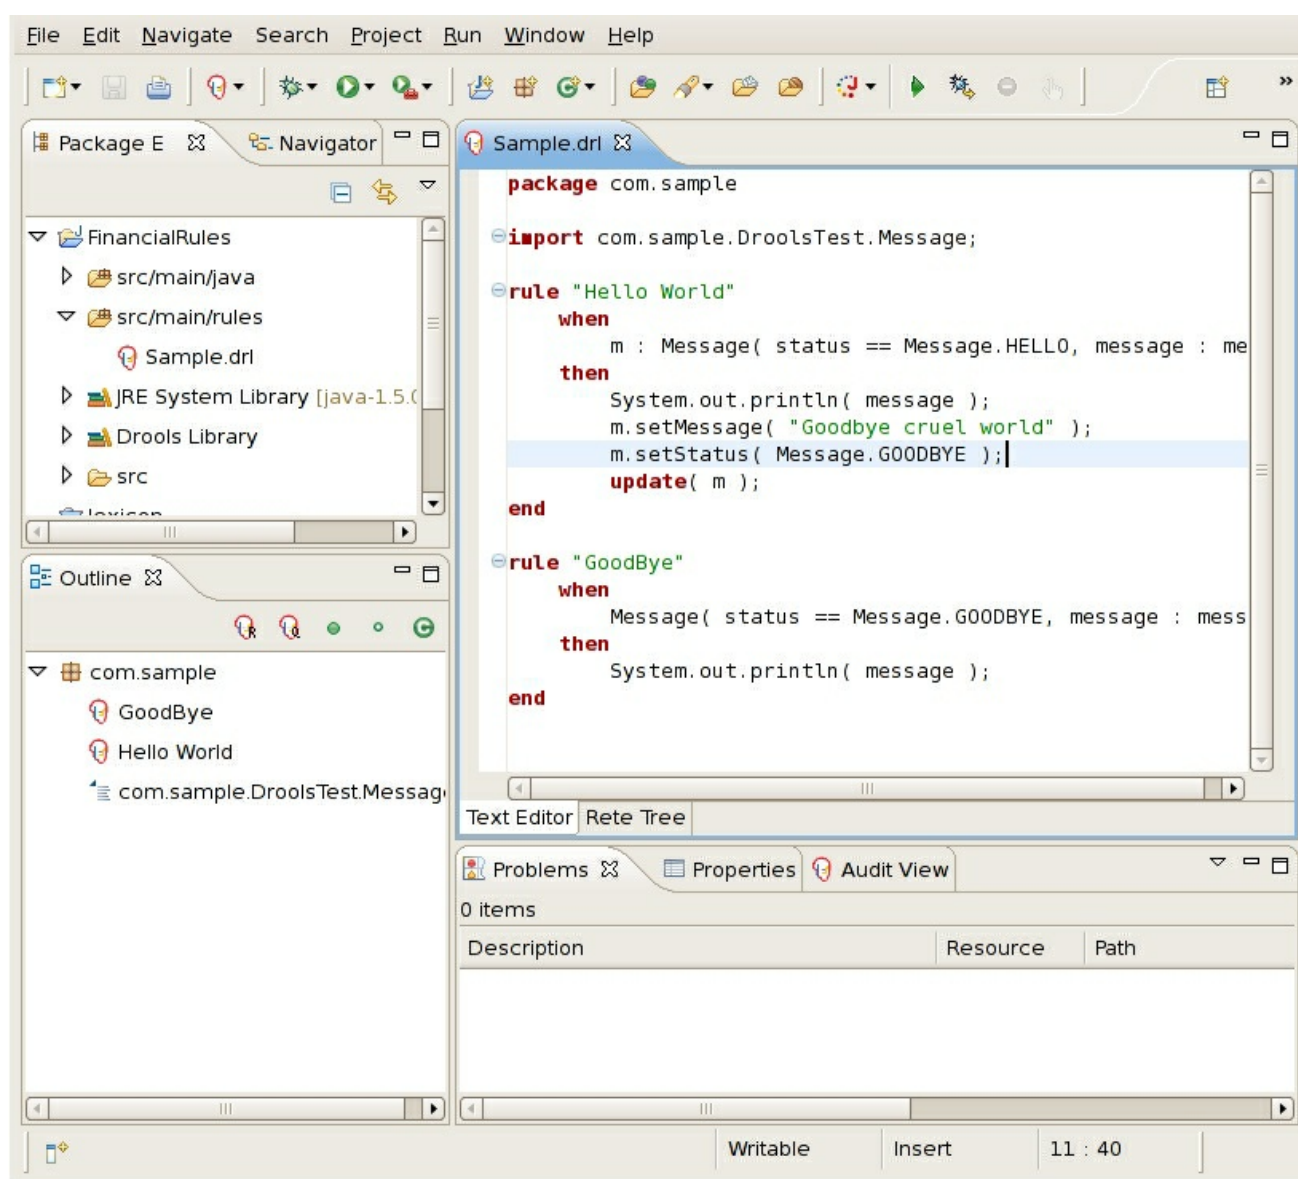 File Edit Navigate Search Project Run Window Help
Package E Navigator
FinancialRules
src/main/java
src/main/rules
Sample.drl
JRE System Library [java-1.5.0
Drools Library
src
lexicon
Outline
com.sample
GoodBye
Hello World
com.sample.DroolsTest.Messag
Sample.drl
package com.sample
import com.sample.DroolsTest.Message;
rule "Hello World"
when
m : Message( status == Message.HELLO, message : me
then
System.out.println( message );
m.setMessage( "Goodbye cruel world" );
m.setStatus( Message.GOODBYE );
update( m );
end
rule "GoodBye"
when
Message( status == Message.GOODBYE, message : mess
then
System.out.println( message );
end
Text Editor Rete Tree
Problems Properties Audit View
0 items
Description Resource Path
Writable Insert 11 : 40